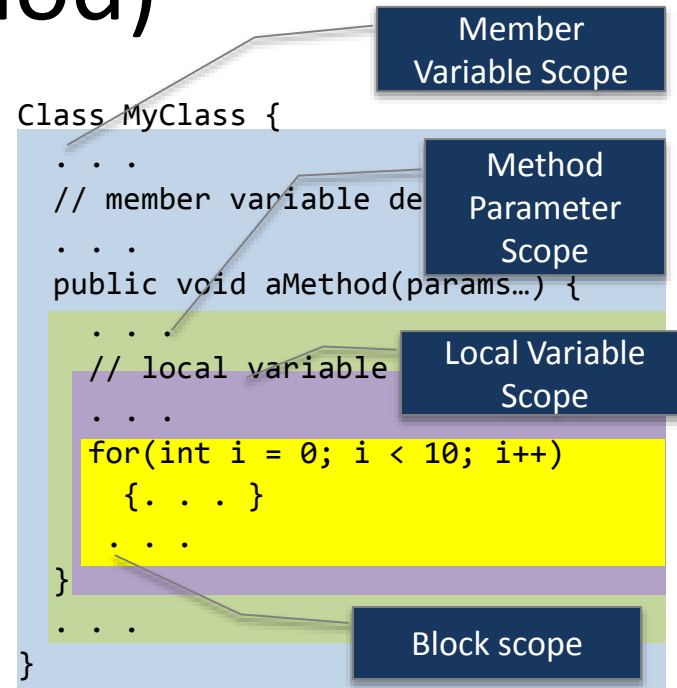 od)
Member
Variable Scope
Class MyClass {
. . .
// member variable de
Method
Parameter
Scope
. . .
public void aMethod(params…) {
. . .
// local variable
Local Variable
Scope
. . .
for(int i = 0; i < 10; i++)
{. . . }
. . .
}
. . .
Block scope
}